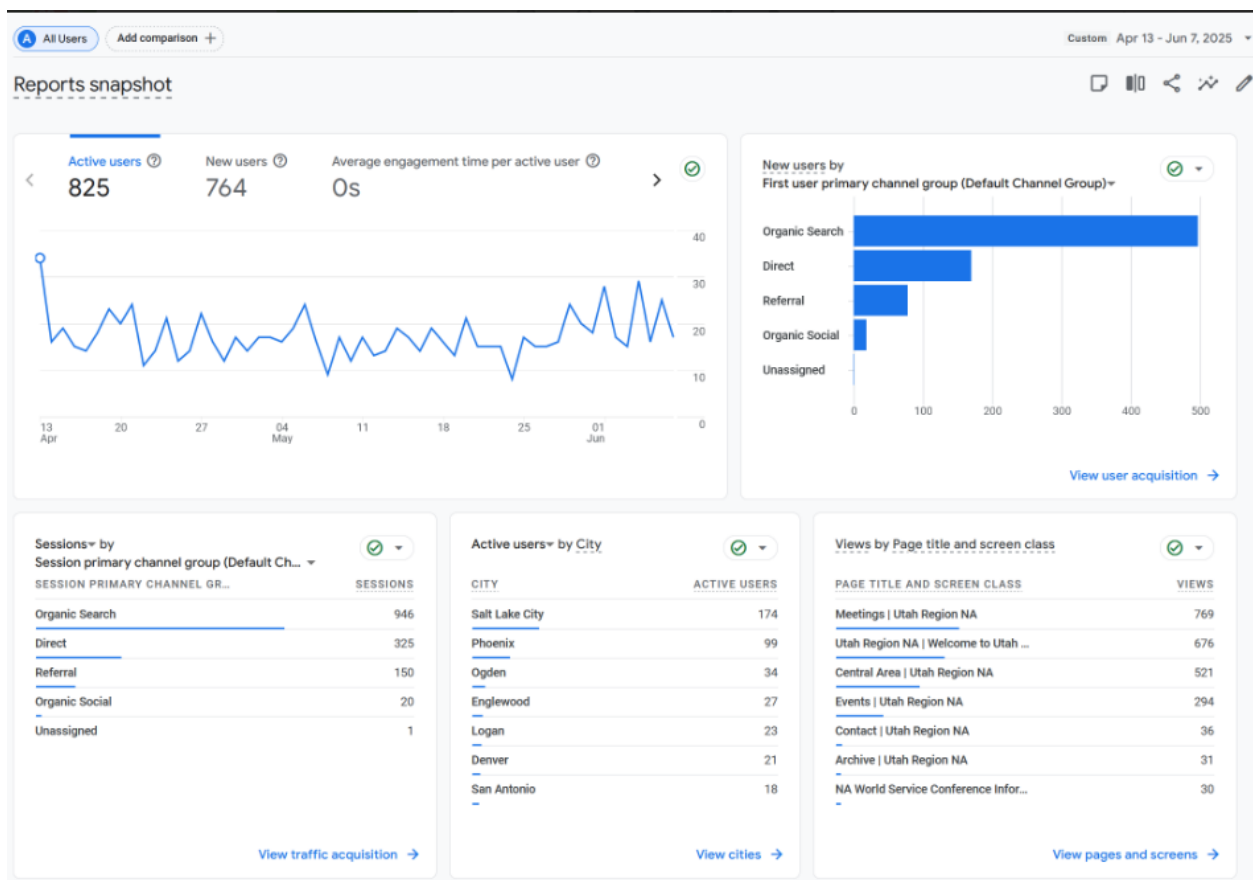 A All Users Add comparison + Custom Apr 13 - Jun 7, 2025
Reports snapshot
Active users New users Average engagement time per active user
825 764 0s
40
30
20
10
0
13 20 27 04 11 18 25 01
Apr May Jun
New users by
First user primary channel group (Default Channel Group)
Organic Search
Direct
Referral
Organic Social
Unassigned
0 100 200 300 400 500
View user acquisition
Sessions by
Session primary channel group (Default Ch...
SESSION PRIMARY CHANNEL GR... SESSIONS
Organic Search 946
Direct 325
Referral 150
Organic Social 20
Unassigned 1
View traffic acquisition
Active users by City
CITY ACTIVE USERS
Salt Lake City 174
Phoenix 99
Ogden 34
Englewood 27
Logan 23
Denver 21
San Antonio 18
View cities
Views by Page title and screen class
PAGE TITLE AND SCREEN CLASS VIEWS
Meetings | Utah Region NA 769
Utah Region NA | Welcome to Utah ... 676
Central Area | Utah Region NA 521
Events | Utah Region NA 294
Contact | Utah Region NA 36
Archive | Utah Region NA 31
NA World Service Conference Infor... 30
View pages and screens